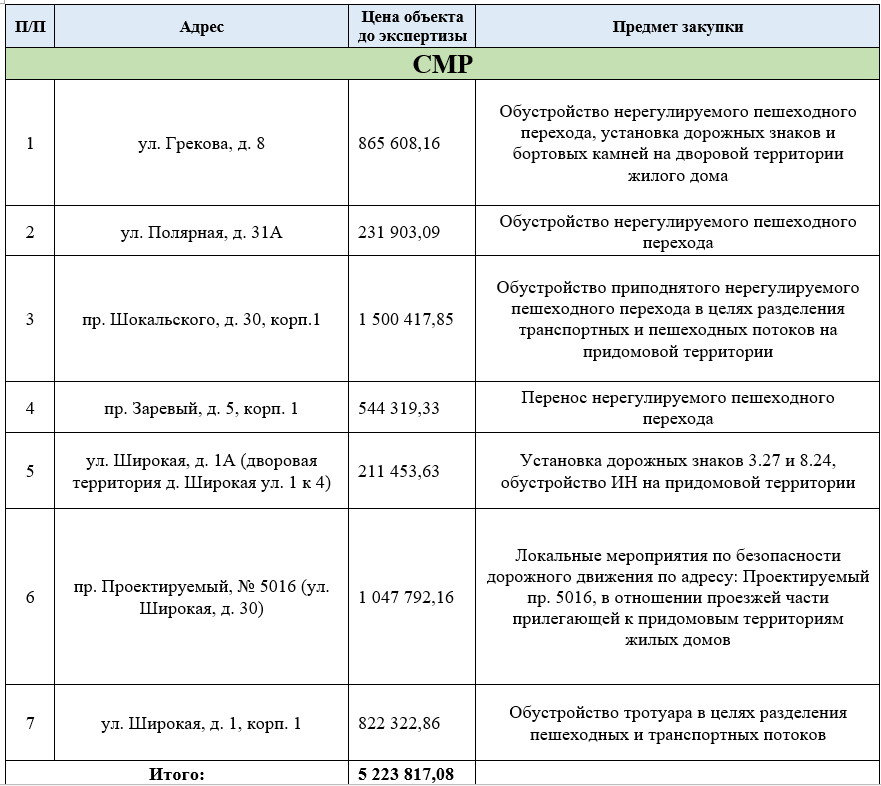 П/П Адрес Цена объекта до экспертизы Предмет закупки
СМР
1 ул. Грекова, д. 8 865 608,16 Обустройство нерегулируемого пешеходного
перехода, установка дорожных знаков и
бортовых камней на дворовой территории
жилого дома
2 ул. Полярная, д. 31А 231 903,09 Обустройство нерегулируемого пешеходного
перехода
3 пр. Шокальского, д. 30, корп.1 1 500 417,85 Обустройство приподнятого нерегулируемого
пешеходного перехода в целях разделения
транспортных и пешеходных потоков на
придомовой территории
4 пр. Заревый, д. 5, корп. 1 544 319,33 Перенос нерегулируемого пешеходного
перехода
5 ул. Широкая, д. 1А (дворовая
территория д. Широкая ул. 1 к 4) 211 453,63 Установка дорожных знаков 3.27 и 8.24,
обустройство ИН на придомовой территории
6 пр. Проектируемый, № 5016 (ул.
Широкая, д. 30) 1 047 792,16 Локальные мероприятия по безопасности
дорожного движения по адресу: Проектируемый
пр. 5016, в отношении проезжей части
прилегающей к придомовым территориям
жилых домов
7 ул. Широкая, д. 1, корп. 1 822 322,86 Обустройство тротуара в целях разделения
пешеходных и транспортных потоков
Итого: 5 223 817,08